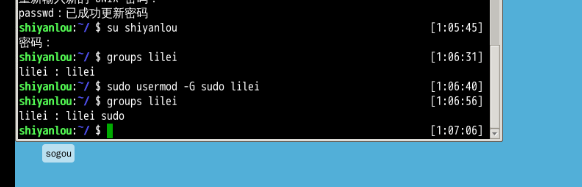 passwd：已成功更新密码
shiyanlou:~/ $ su shiyanlou [1:05:45]
密码：
shiyanlou:~/ $ groups lilei [1:06:31]
lilei : lilei
shiyanlou:~/ $ sudo usermod -G sudo lilei [1:06:40]
shiyanlou:~/ $ groups lilei [1:06:56]
lilei : lilei sudo
shiyanlou:~/ $ [1:07:06]
sogou